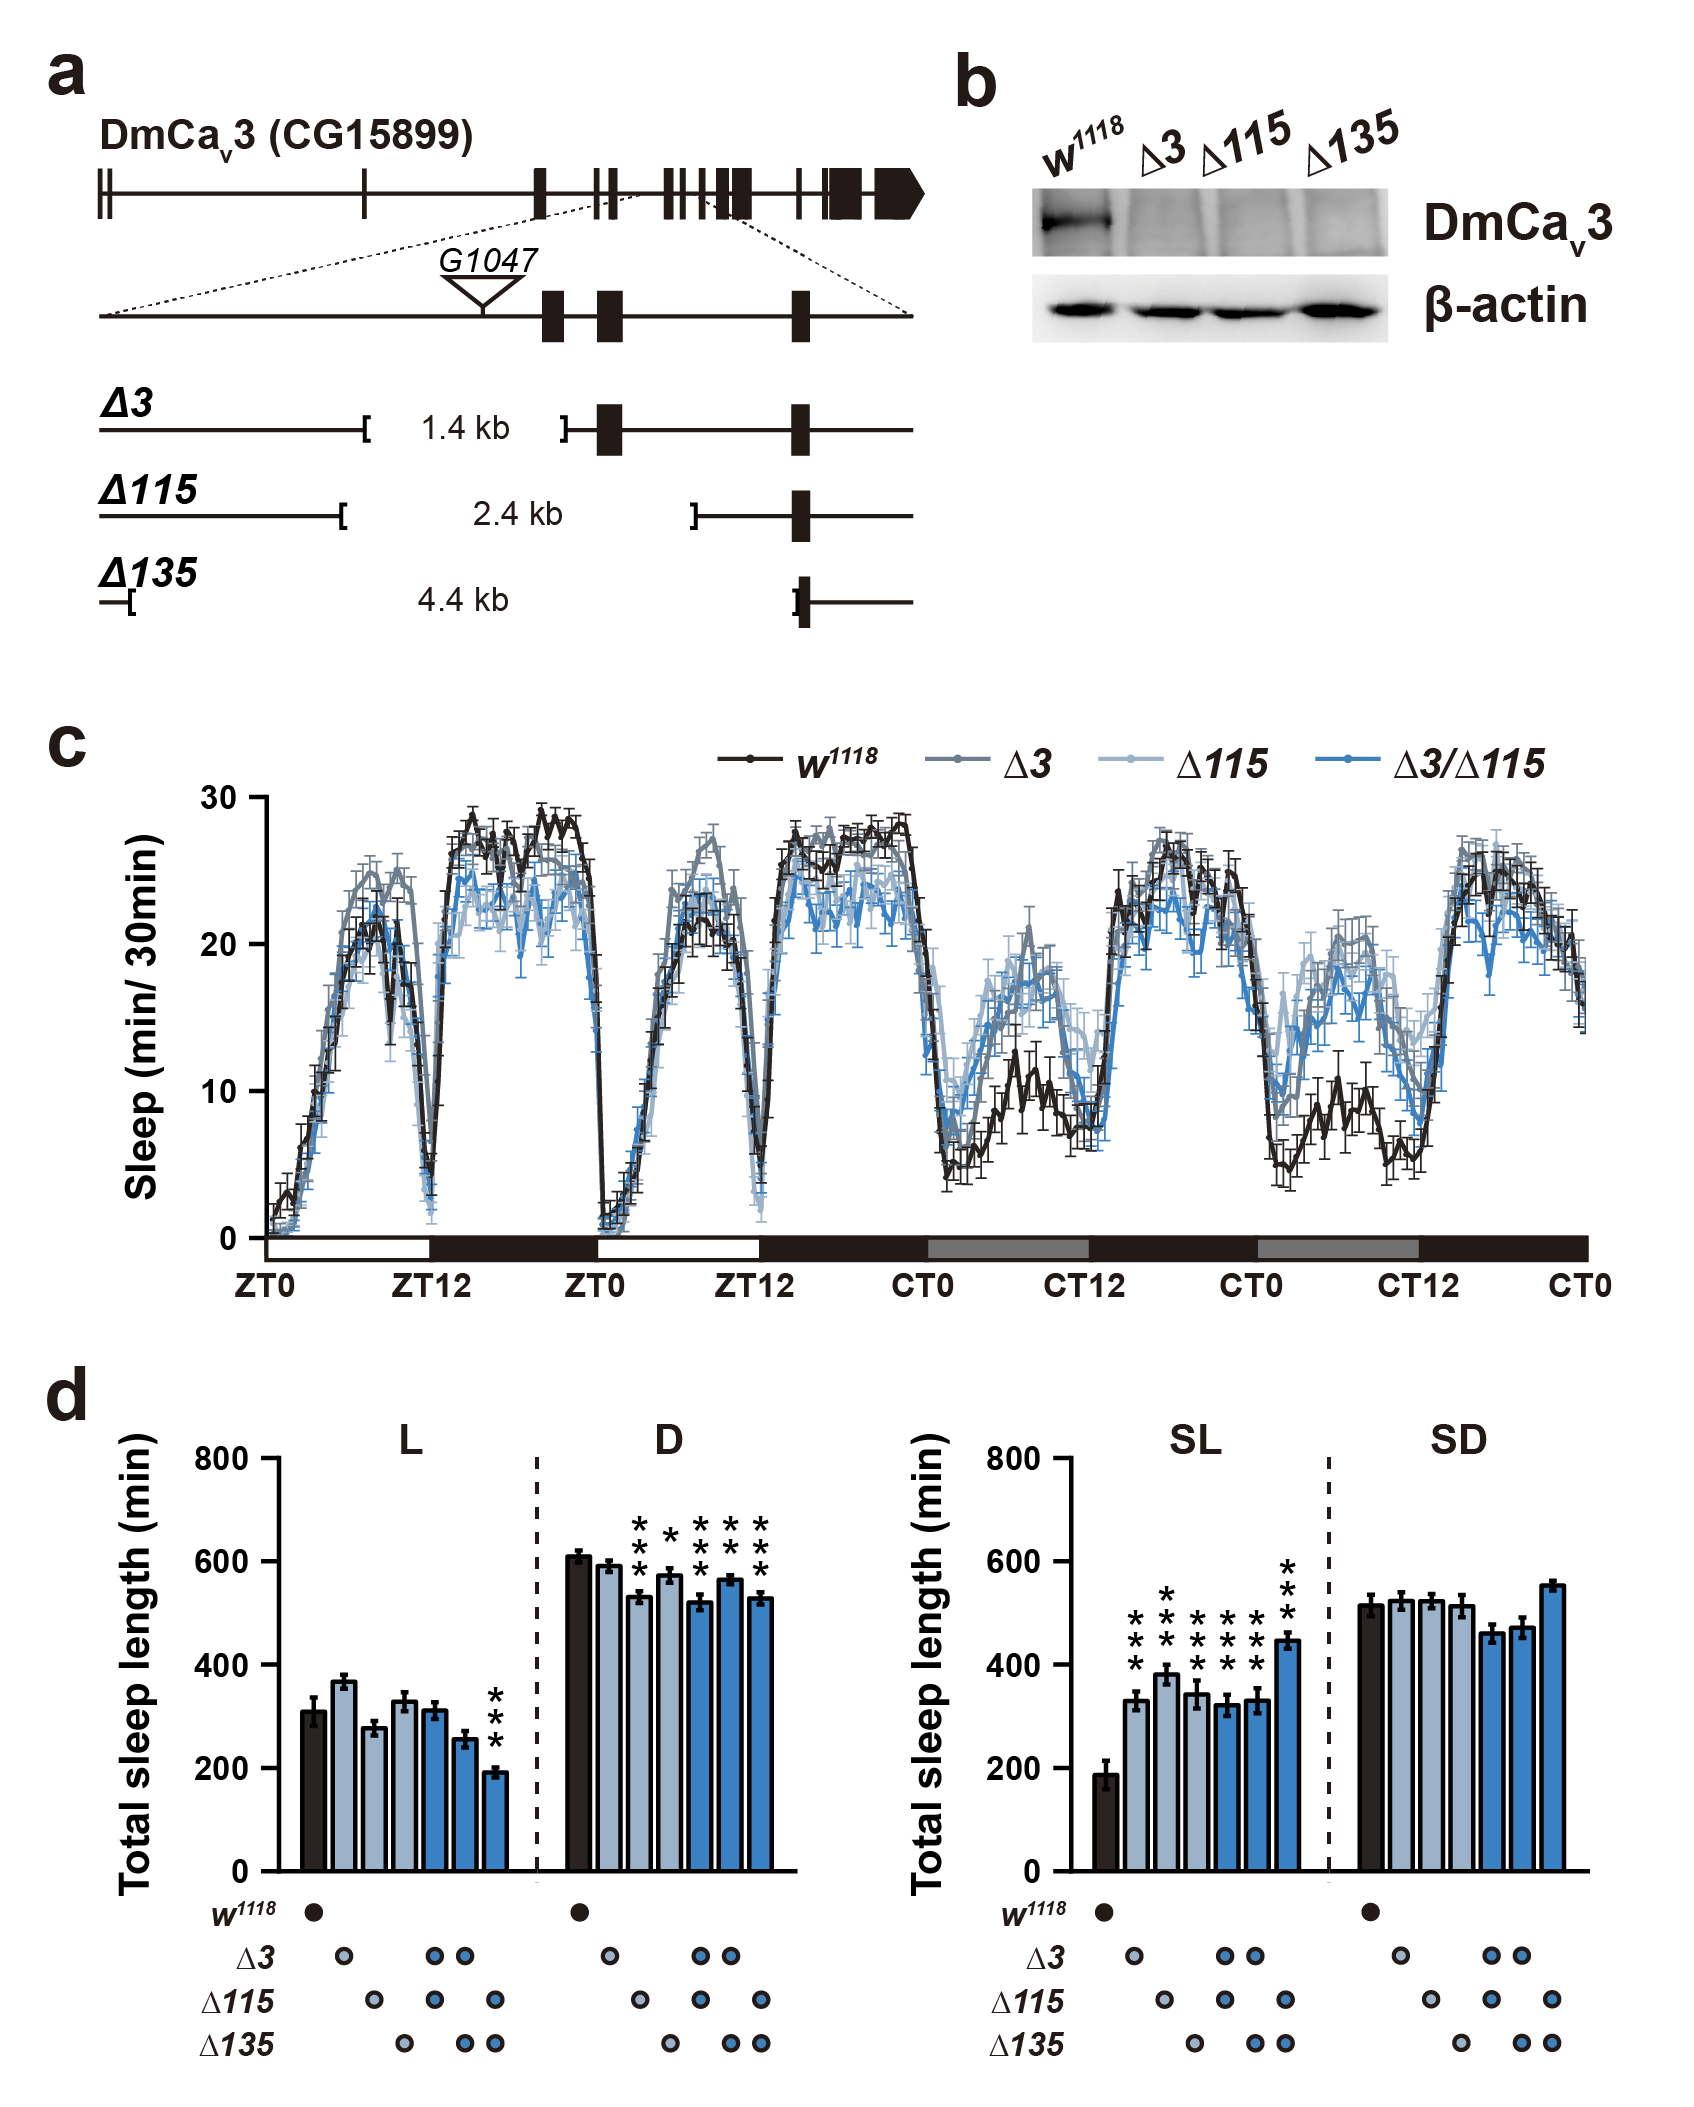 a
DmCav3 (CG15899)
G1047
Δ3
1.4 kb
Δ115
2.4 kb
Δ135
4.4 kb
b
w1118 Δ3 Δ115 Δ135
DmCav3
β-actin
c
w1118 Δ3 Δ115 Δ3/Δ115
Sleep (min/ 30min)
30
20
10
0
ZT0 ZT12 ZT0 ZT12 CT0 CT12 CT0 CT12 CT0
d
L D
Total sleep length (min)
800
600
400
200
0
*** * *** ** ***
***
w1118
Δ3
Δ115
Δ135
SL SD
Total sleep length (min)
800
600
400
200
0
*** *** *** *** *** ***
w1118
Δ3
Δ115
Δ135